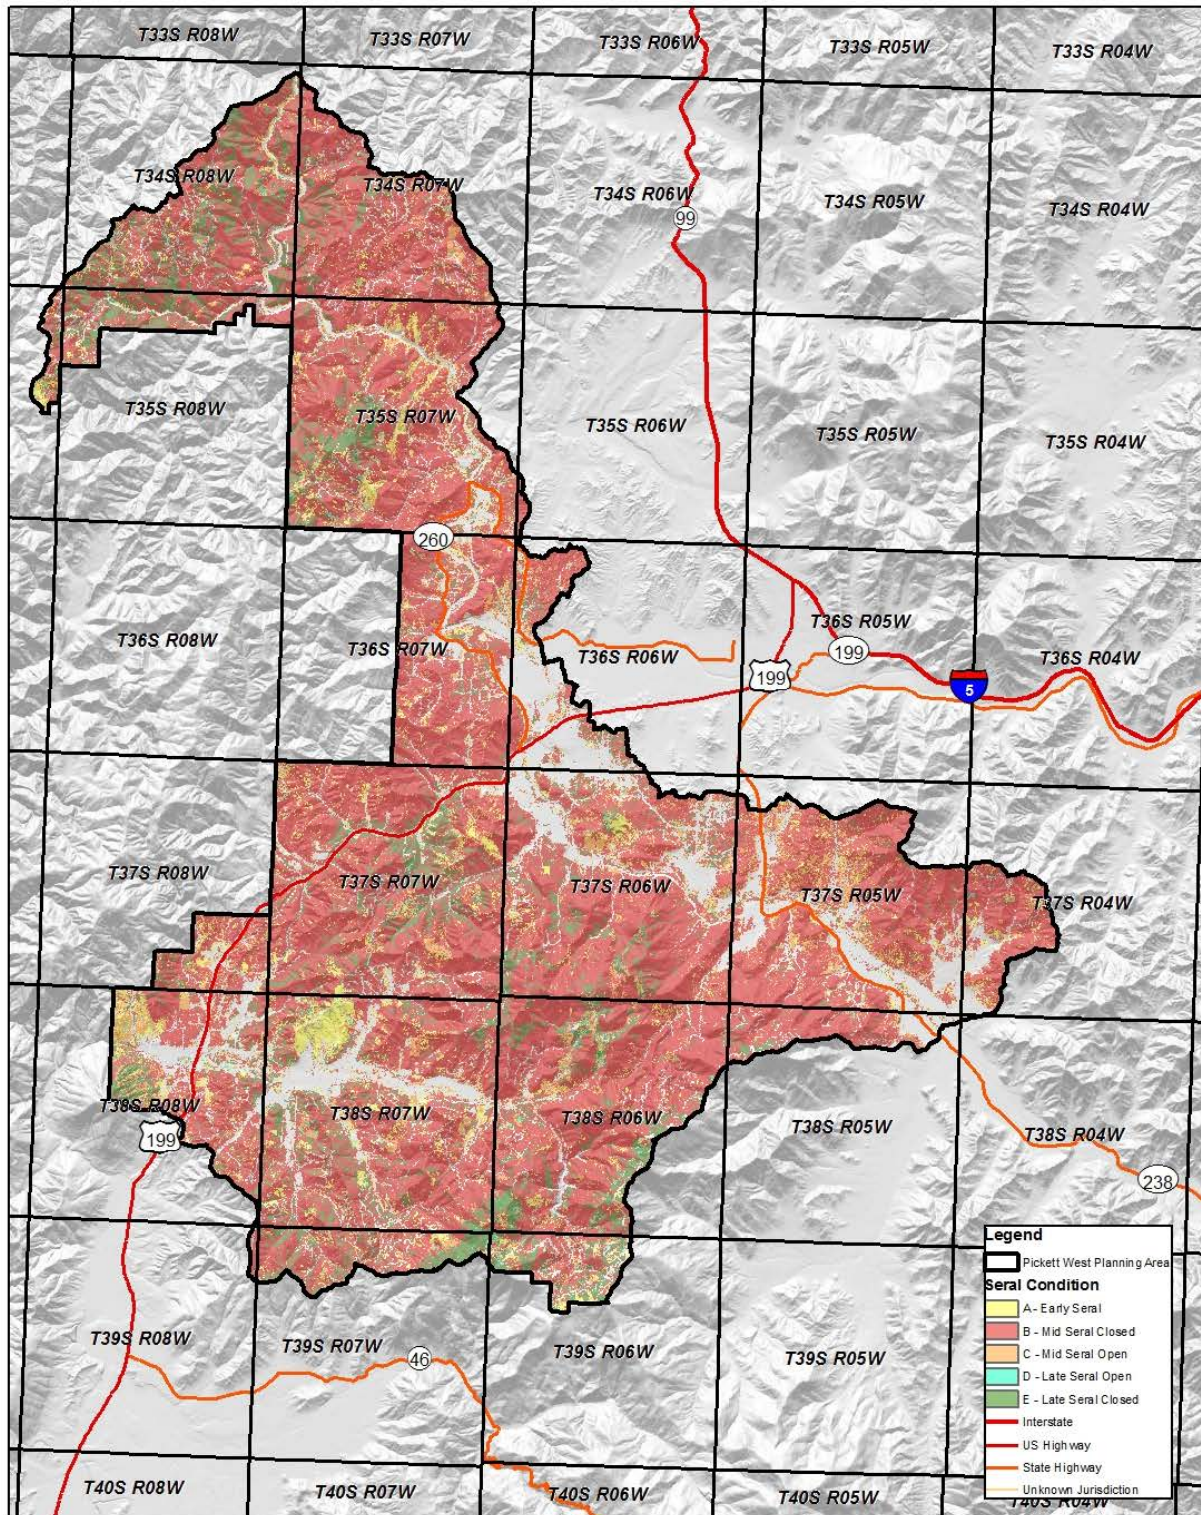 T33S R08W
T33S R07W
T33S R06W
T33S R05W
T33S R04W
T34S R08W
T34S R07W
T34S R06W
T34S R05W
T34S R04W
99
T35S R08W
T35S R07W
T35S R06W
T35S R05W
T35S R04W
260
T36S R08W
T36S R07W
T36S R06W
T36S R05W
T36S R04W
199
199
5
T37S R08W
T37S R07W
T37S R06W
T37S R05W
T37S R04W
T38S R08W
T38S R07W
T38S R06W
T38S R05W
T38S R04W
199
238
T39S R08W
T39S R07W
T39S R06W
T39S R05W
46
T40S R08W
T40S R07W
T40S R06W
T40S R05W
T40S R04W
Legend
Pickett West Planning Area
Seral Condition
A - Early Seral
B - Mid Seral Closed
C - Mid Seral Open
D - Late Seral Open
E - Late Seral Closed
Interstate
US Highway
State Highway
Unknown Jurisdiction